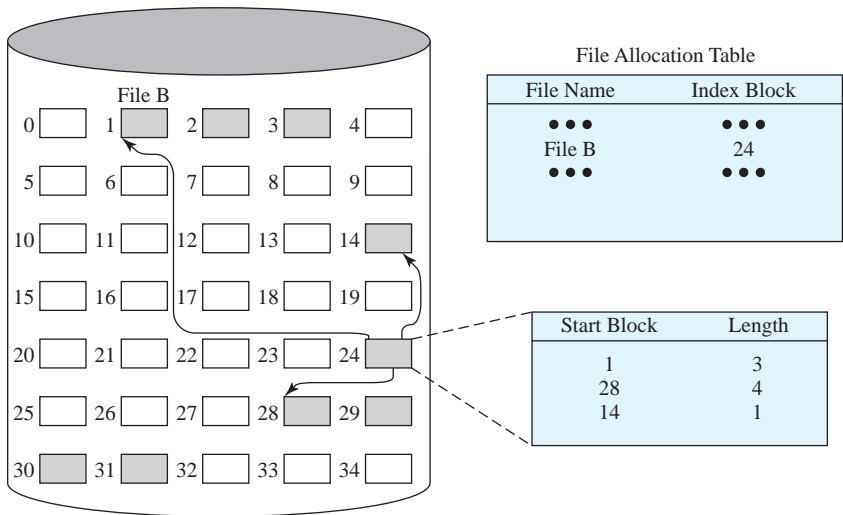 File Allocation Table
File Name Index Block
••• •••
File B 24
••• •••
File B
0 1 2 3 4
5 6 7 8 9
10 11 12 13 14
15 16 17 18 19
20 21 22 23 24
25 26 27 28 29
30 31 32 33 34
Start Block Length
1 3
28 4
14 1